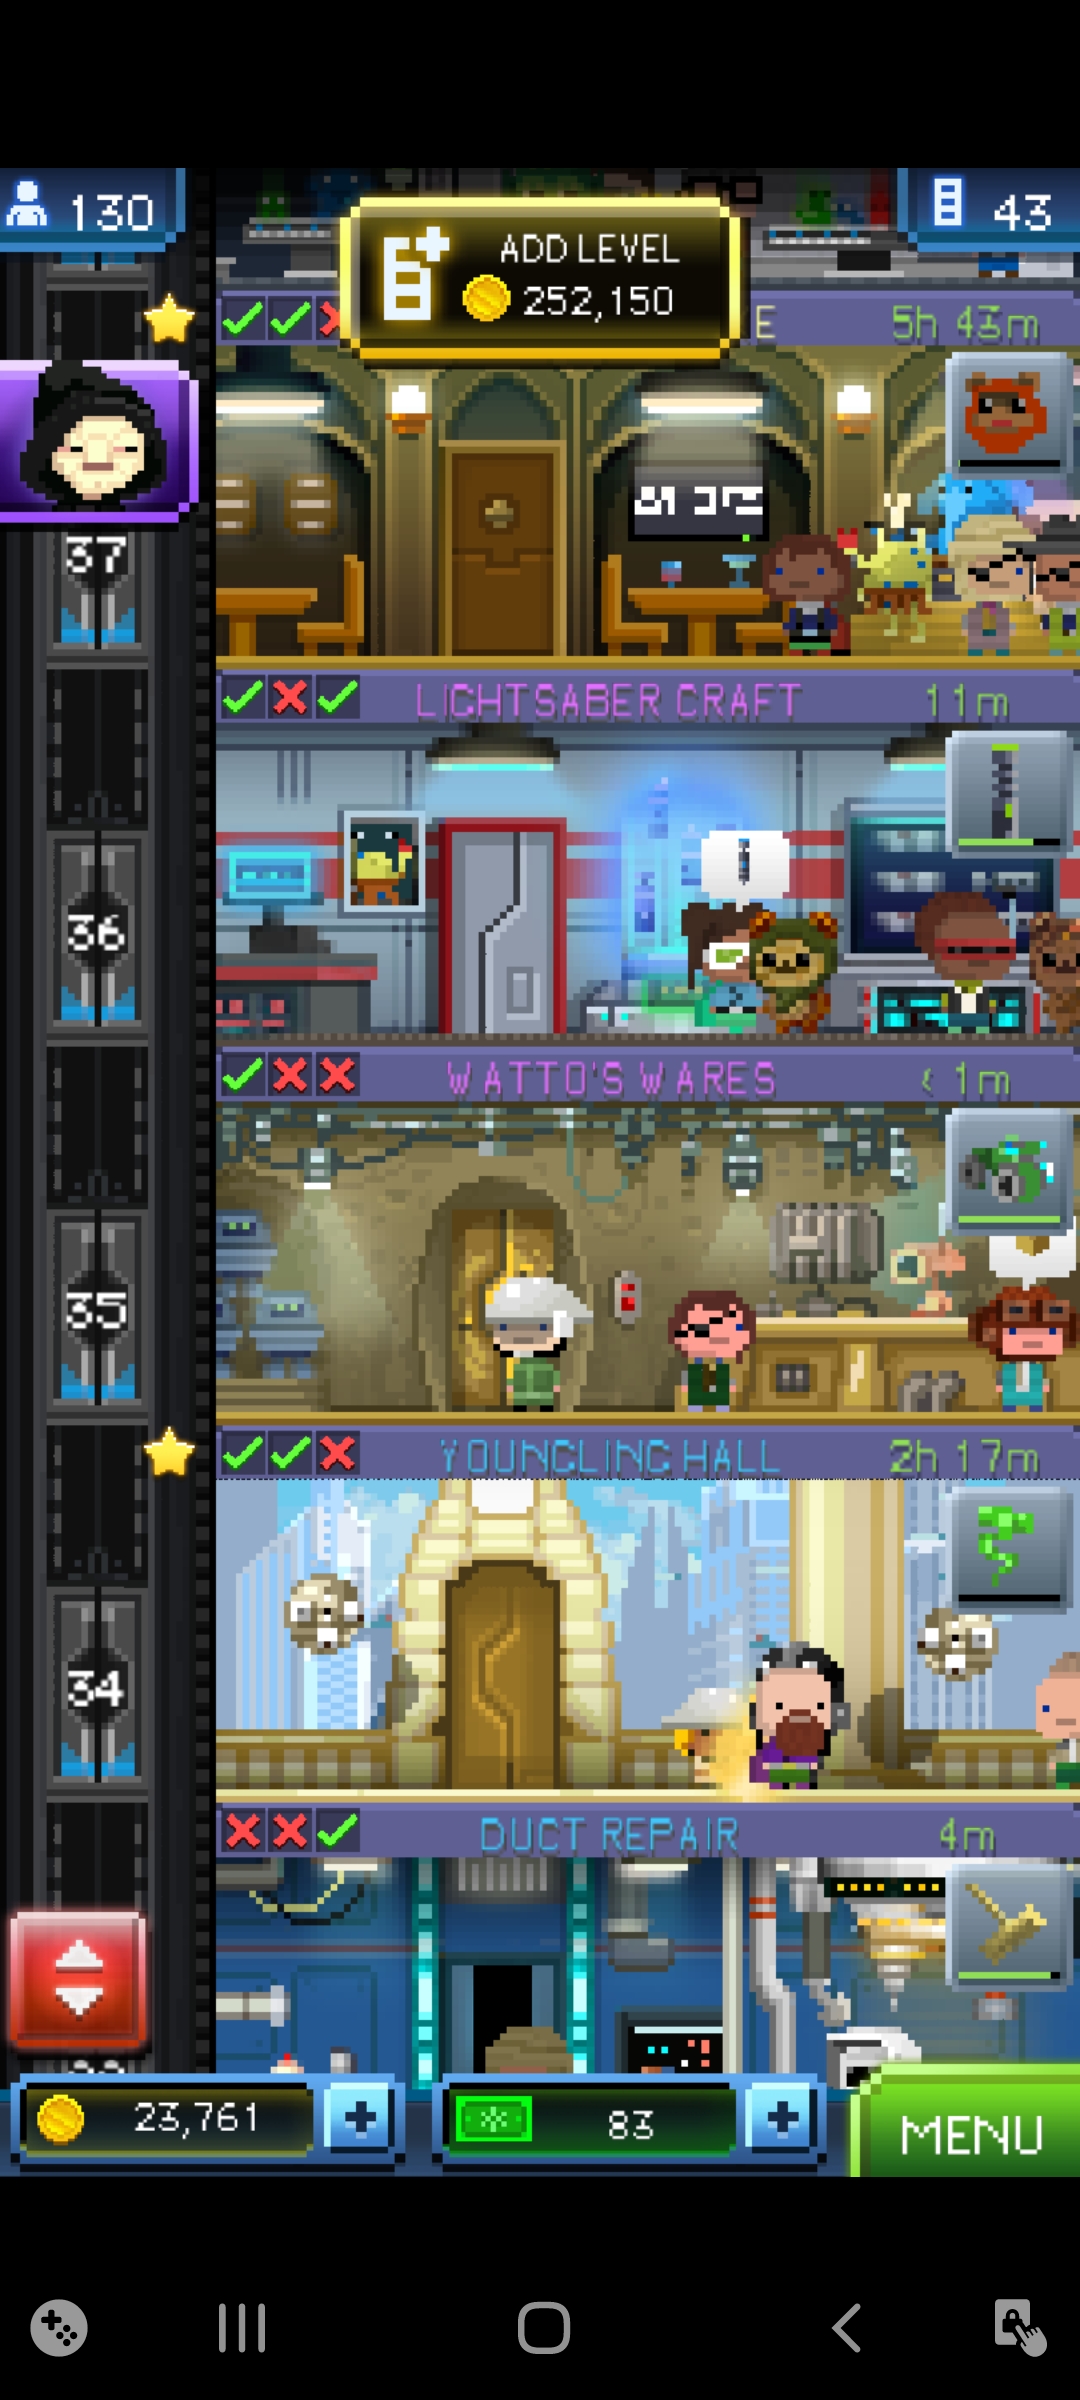 130
ADD LEVEL
252,150
43
E
5h 43m
37
LIGHTSABER CRAFT
11m
36
WATTO'S WARES
< 1m
35
YOUNGLING HALL
2h 17m
34
DUCT REPAIR
4m
23,761
83
MENU